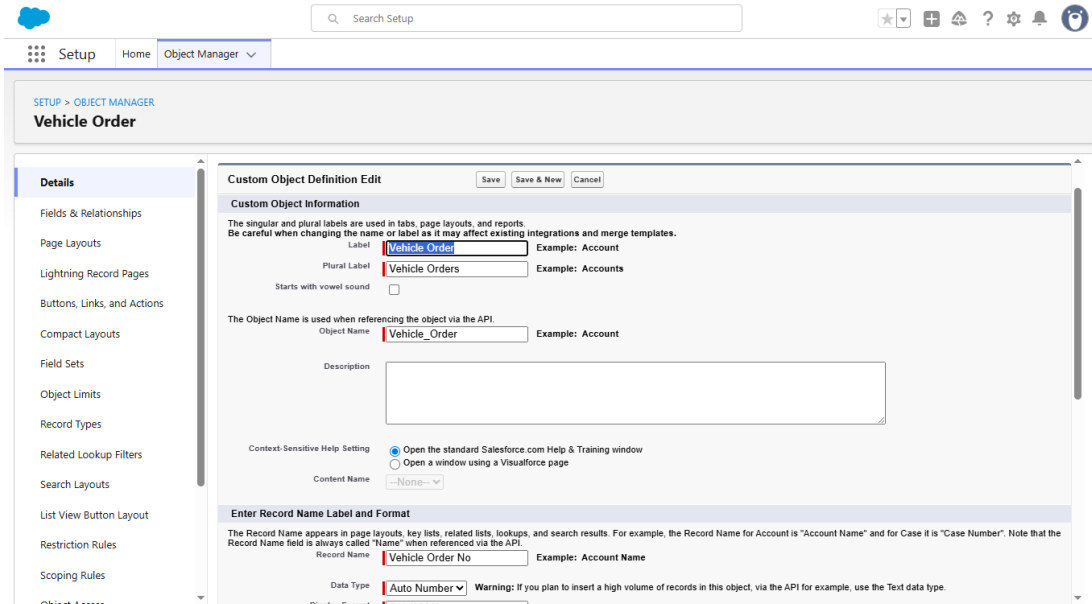 Search Setup
Setup
Home
Object Manager
SETUP > OBJECT MANAGER
Vehicle Order
Details
Fields & Relationships
Page Layouts
Lightning Record Pages
Buttons, Links, and Actions
Compact Layouts
Field Sets
Object Limits
Record Types
Related Lookup Filters
Search Layouts
List View Button Layout
Restriction Rules
Scoping Rules
Object Access
Custom Object Definition Edit Save Save & New Cancel
Custom Object Information
The singular and plural labels are used in tabs, page layouts, and reports.
Be careful when changing the name or label as it may affect existing integrations and merge templates.
Label Vehicle Order Example: Account
Plural Label Vehicle Orders Example: Accounts
Starts with vowel sound
The Object Name is used when referencing the object via the API.
Object Name Vehicle_Order Example: Account
Description
Context-Sensitive Help Setting Open the standard Salesforce.com Help & Training window
Open a window using a Visualforce page
Content Name --None--
Enter Record Name Label and Format
The Record Name appears in page layouts, key lists, related lists, lookups, and search results. For example, the Record Name for Account is "Account Name" and for Case it is "Case Number". Note that the
Record Name field is always called "Name" when referenced via the API.
Record Name Vehicle Order No Example: Account Name
Data Type Auto Number Warning: If you plan to insert a high volume of records in this object, via the API for example, use the Text data type.
Display Format